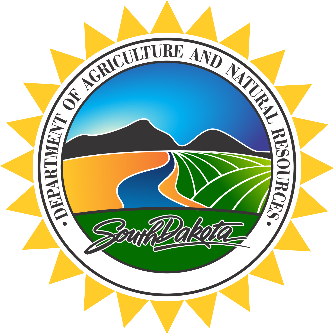 • DEPARTMENT OF AGRICULTURE AND NATURAL RESOURCES •
South Dakota